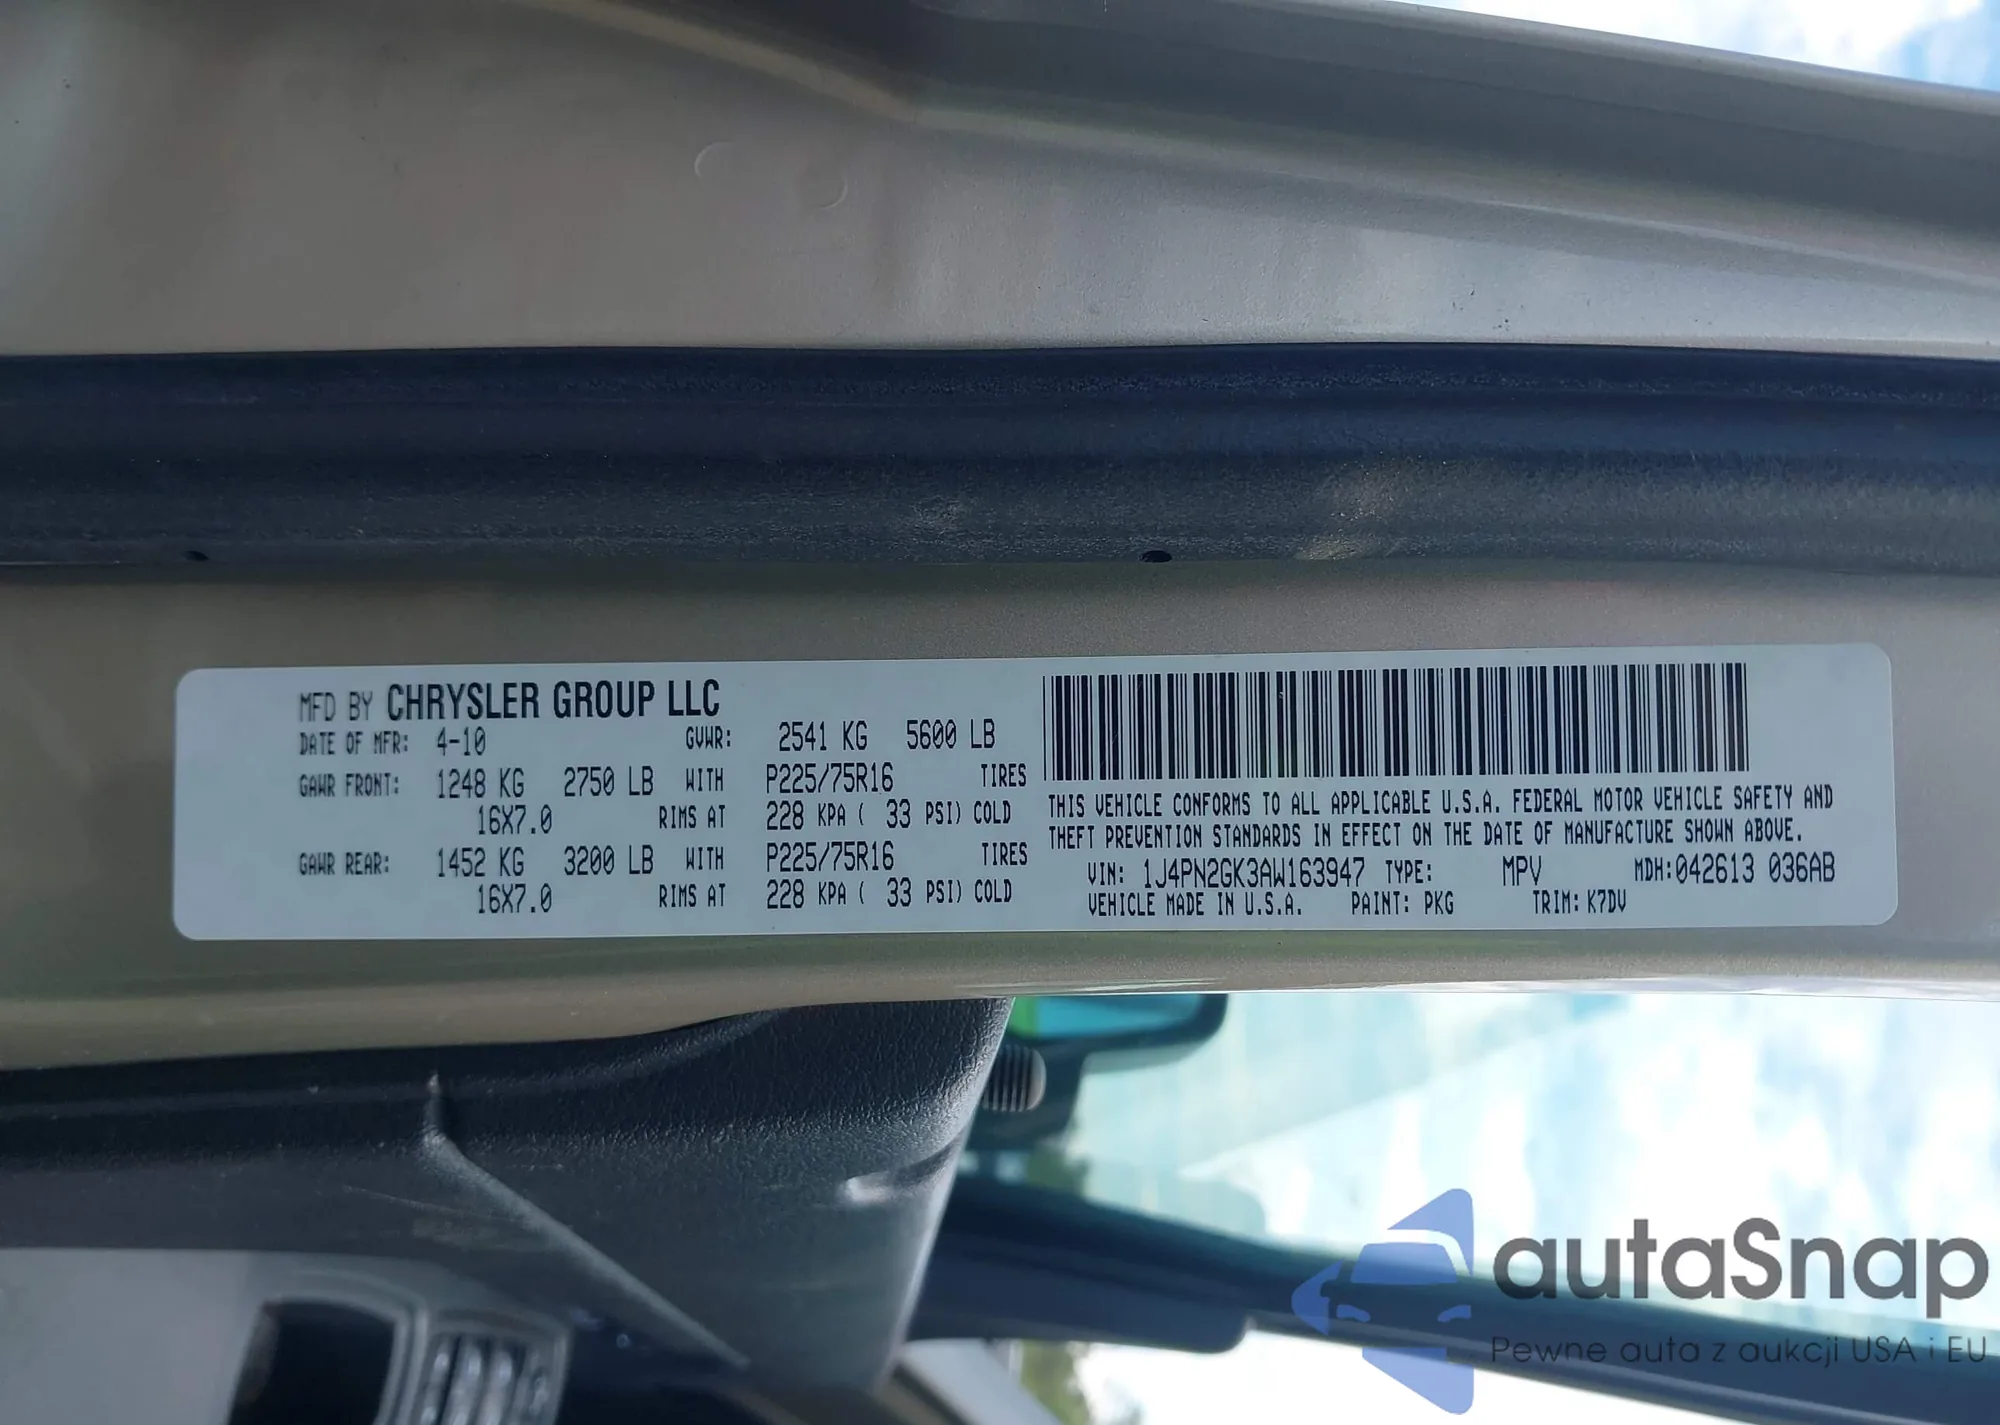 MFD BY CHRYSLER GROUP LLC
DATE OF MFR: 4-10 GVWR: 2541 KG 5600 LB
GAWR FRONT: 1248 KG 2750 LB WITH P225/75R16 TIRES
16X7.0 RIMS AT 228 KPA ( 33 PSI) COLD
GAWR REAR: 1452 KG 3200 LB WITH P225/75R16 TIRES
16X7.0 RIMS AT 228 KPA ( 33 PSI) COLD
THIS VEHICLE CONFORMS TO ALL APPLICABLE U.S.A. FEDERAL MOTOR VEHICLE SAFETY AND
THEFT PREVENTION STANDARDS IN EFFECT ON THE DATE OF MANUFACTURE SHOWN ABOVE.
VIN: 1J4PN2GK3AW163947 TYPE: MPV MDH:042613 036AB
VEHICLE MADE IN U.S.A. PAINT: PKG TRIM: K7DV
autaSnap
Pewne auta z aukcji USA i EU